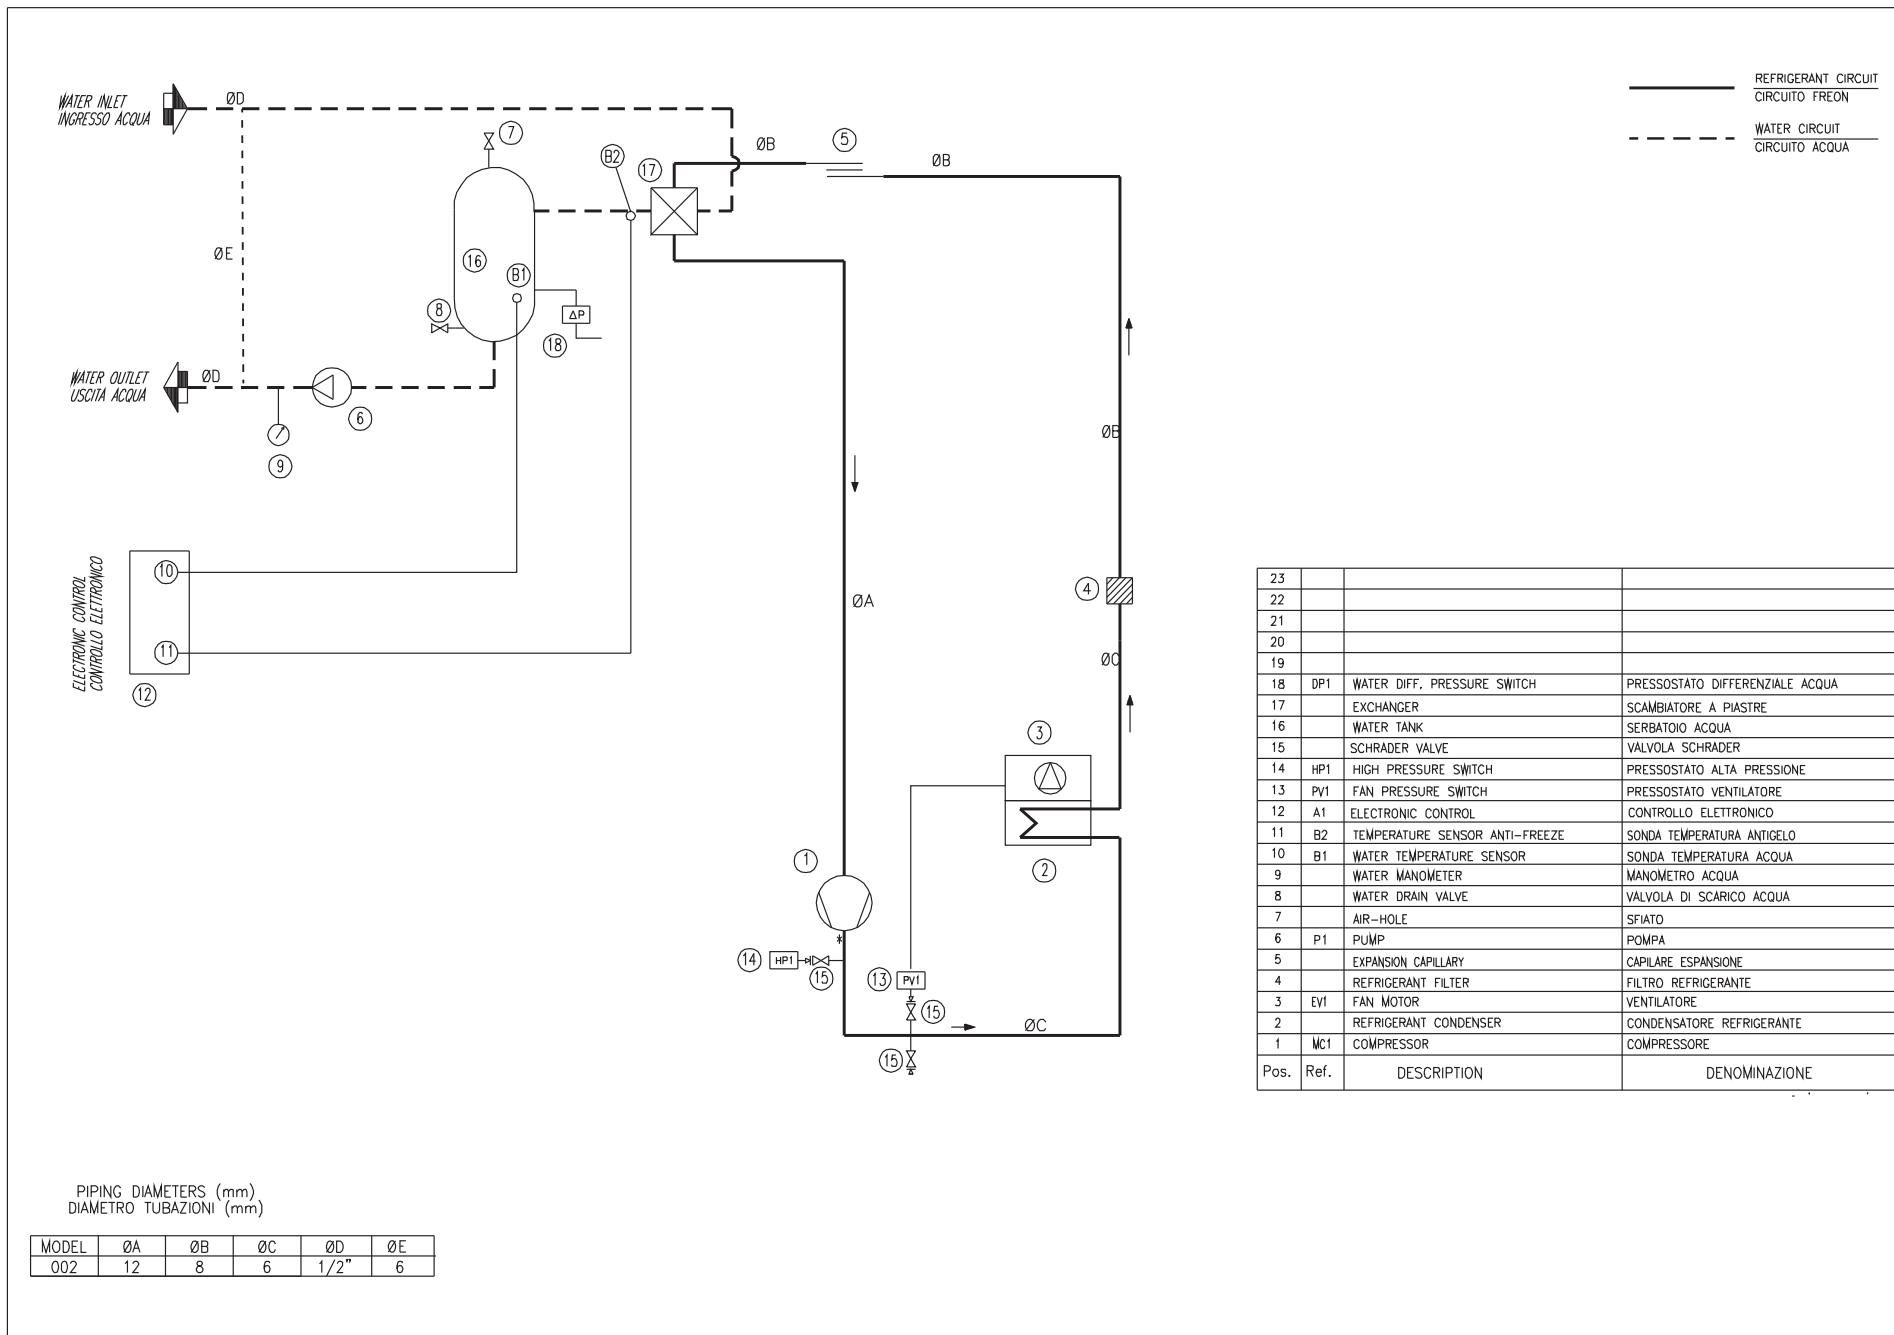 REFRIGERANT CIRCUIT
CIRCUITO FREON
WATER CIRCUIT
CIRCUITO ACQUA
WATER INLET
INGRESSO ACQUA
ØD
7
B2
17
ØB
5
ØB
ØE
16
B1
8
ΔP
18
WATER OUTLET
USCITA ACQUA
ØD
6
9
ØB
ELECTRONIC CONTROL
CONTROLLO ELETTRONICO
10
11
12
ØA
4
ØC
3
2
1
14
HP1
15
13
PV1
15
ØC
15
23
22
21
20
19
18 DP1 WATER DIFF. PRESSURE SWITCH PRESSOSTATO DIFFERENZIALE ACQUA
17 EXCHANGER SCAMBIATORE A PIASTRE
16 WATER TANK SERBATOIO ACQUA
15 SCHRADER VALVE VALVOLA SCHRADER
14 HP1 HIGH PRESSURE SWITCH PRESSOSTATO ALTA PRESSIONE
13 PV1 FAN PRESSURE SWITCH PRESSOSTATO VENTILATORE
12 A1 ELECTRONIC CONTROL CONTROLLO ELETTRONICO
11 B2 TEMPERATURE SENSOR ANTI-FREEZE SONDA TEMPERATURA ANTIGELO
10 B1 WATER TEMPERATURE SENSOR SONDA TEMPERATURA ACQUA
9 WATER MANOMETER MANOMETRO ACQUA
8 WATER DRAIN VALVE VALVOLA DI SCARICO ACQUA
7 AIR-HOLE SFIATO
6 P1 PUMP POMPA
5 EXPANSION CAPILLARY CAPILARE ESPANSIONE
4 REFRIGERANT FILTER FILTRO REFRIGERANTE
3 EV1 FAN MOTOR VENTILATORE
2 REFRIGERANT CONDENSER CONDENSATORE REFRIGERANTE
1 MC1 COMPRESSOR COMPRESSORE
Pos. Ref. DESCRIPTION DENOMINAZIONE
PIPING DIAMETERS (mm)
DIAMETRO TUBAZIONI (mm)
MODEL ØA ØB ØC ØD ØE
002 12 8 6 1/2" 6